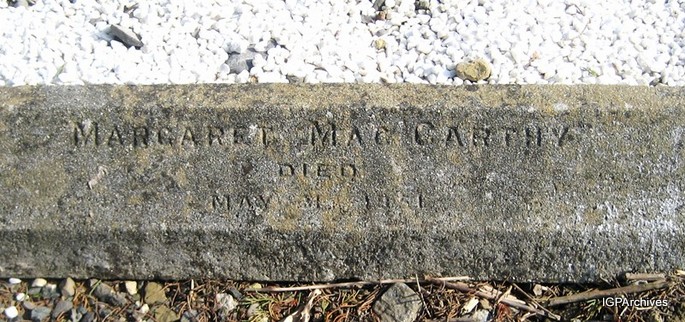 MARGARET MAC CARTHY
DIED
MAY
IGPArchives